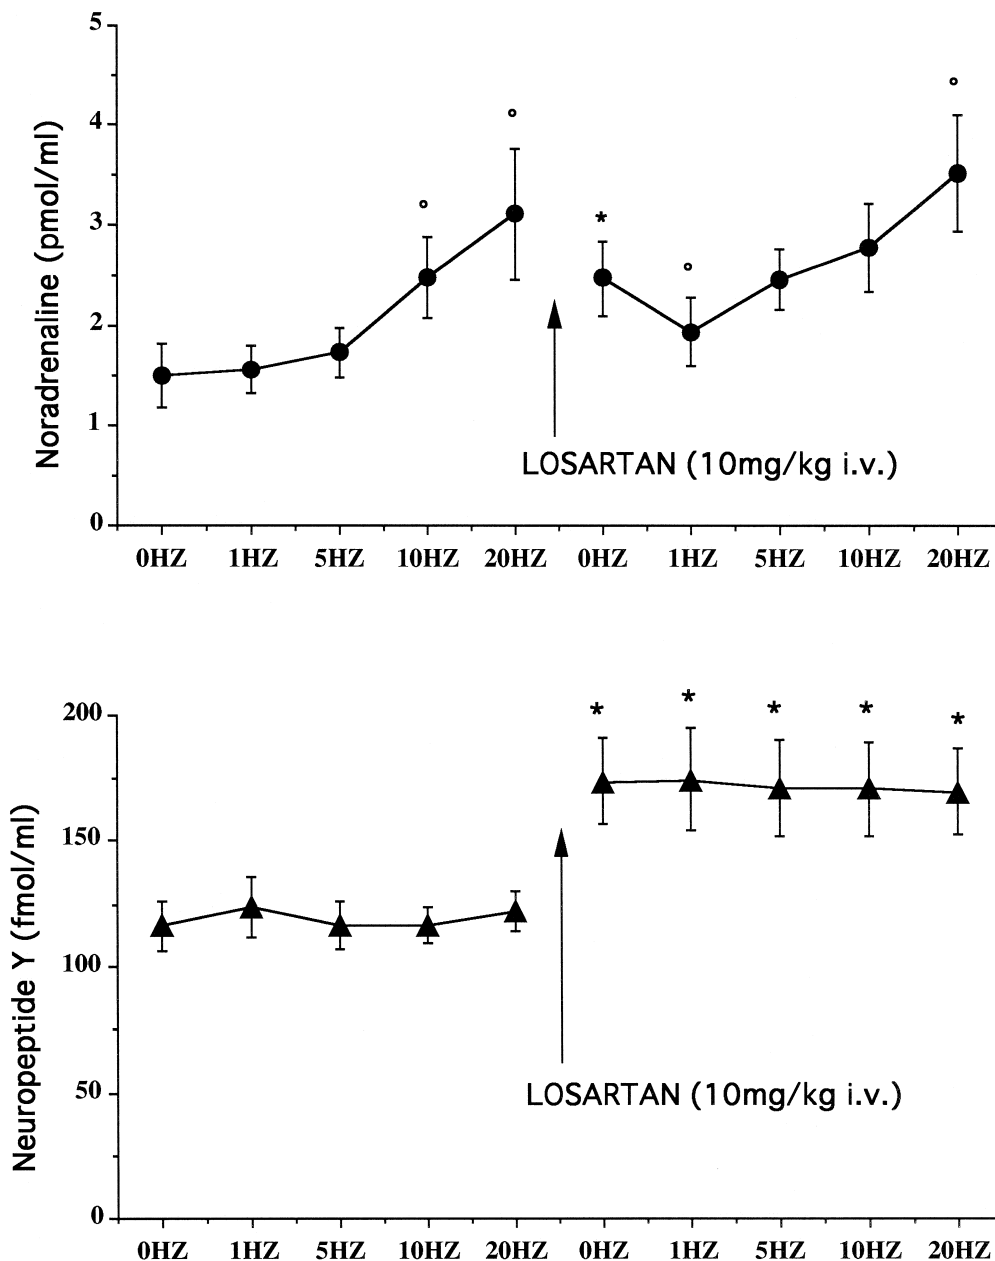 Noradrenaline (pmol/ml)
5
4
3
2
1
0
° ° * ° °
LOSARTAN (10mg/kg i.v.)
0HZ 1HZ 5HZ 10HZ 20HZ 0HZ 1HZ 5HZ 10HZ 20HZ
Neuropeptide Y (fmol/ml)
200
150
100
50
0
* * * * *
LOSARTAN (10mg/kg i.v.)
0HZ 1HZ 5HZ 10HZ 20HZ 0HZ 1HZ 5HZ 10HZ 20HZ